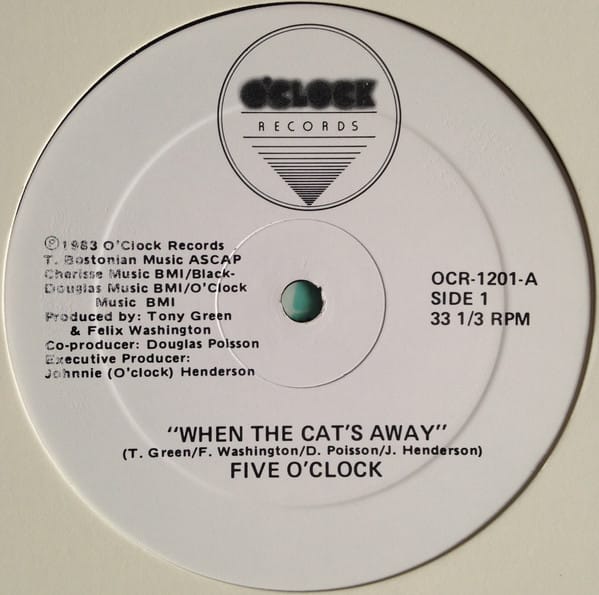 O'CLOCK
RECORDS
℗1983 O'Clock Records
T. Bostonian Music ASCAP
Cherisse Music BMI/Black-
Douglas Music BMI/O'Clock
Music BMI
Produced by: Tony Green
& Felix Washington
Co-producer: Douglas Poisson
Executive Producer:
Johnnie (O'clock) Henderson
OCR-1201-A
SIDE 1
33 1/3 RPM
"WHEN THE CAT'S AWAY"
(T. Green/F. Washington/D. Poisson/J. Henderson)
FIVE O'CLOCK